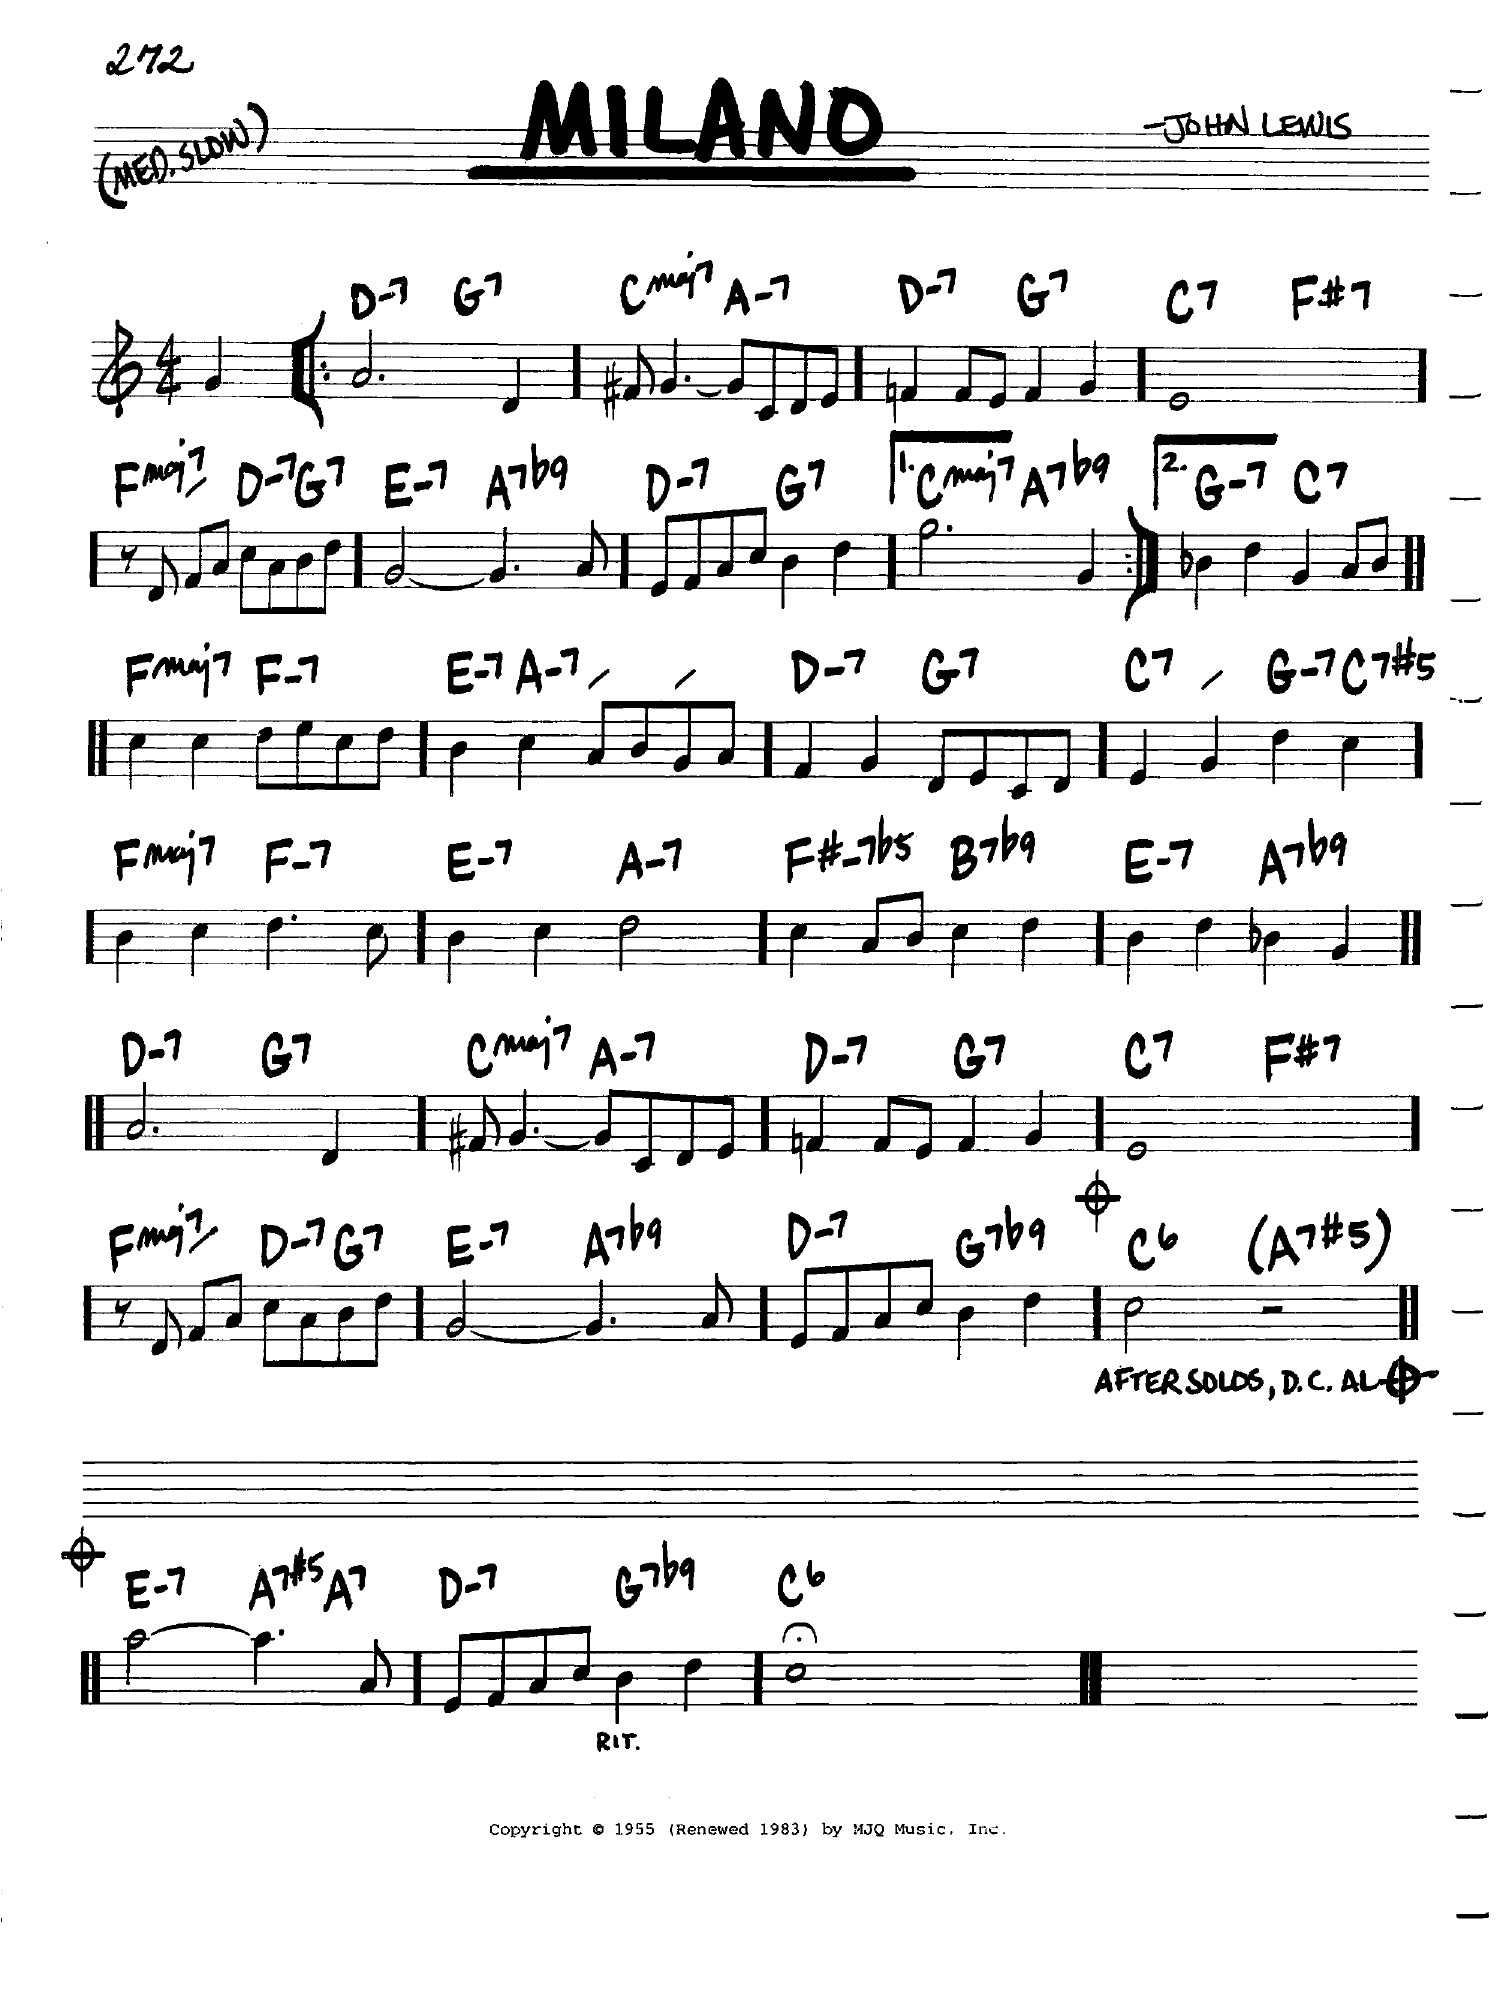 272
MILANO
(MED. SLOW)
-JOHN LEWIS
D-7 G7 Cmaj7 A-7 D-7 G7 C7 F#7
4/4
Fmaj7 / D-7 G7 E-7 A7b9 D-7 G7 1. Cmaj7 A7b9 2. G-7 C7
Fmaj7 F-7 E-7 A-7 / / D-7 G7 C7 / G-7 C7#5
Fmaj7 F-7 E-7 A-7 F#-7b5 B7b9 E-7 A7b9
D-7 G7 Cmaj7 A-7 D-7 G7 C7 F#7
Fmaj7 / D-7 G7 E-7 A7b9 D-7 G7b9 C6 (A7#5)
AFTER SOLOS, D.C. AL
E-7 A7#5 A7 D-7 G7b9 C6
RIT.
Copyright © 1955 (Renewed 1983) by MJQ Music, Inc.